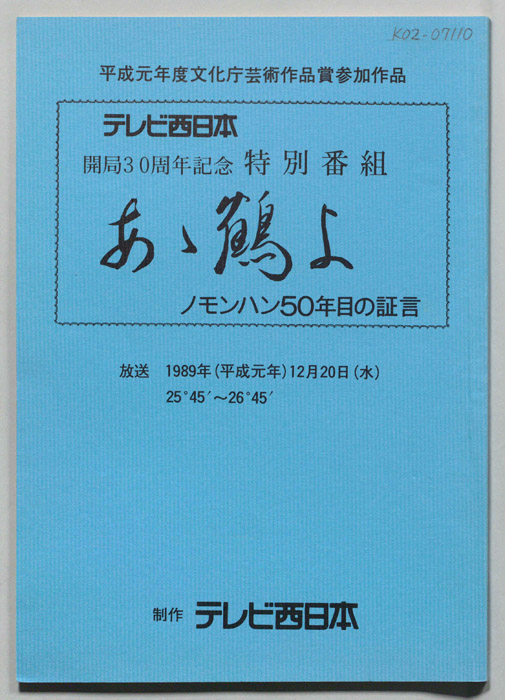 K02-07110
平成元年度文化庁芸術作品賞参加作品
テレビ西日本
開局30周年記念 特別番組
あゝ鶴よ
ノモンハン50年目の証言
放送 1989年(平成元年)12月20日(水)
25°45′～26°45′
制作 テレビ西日本